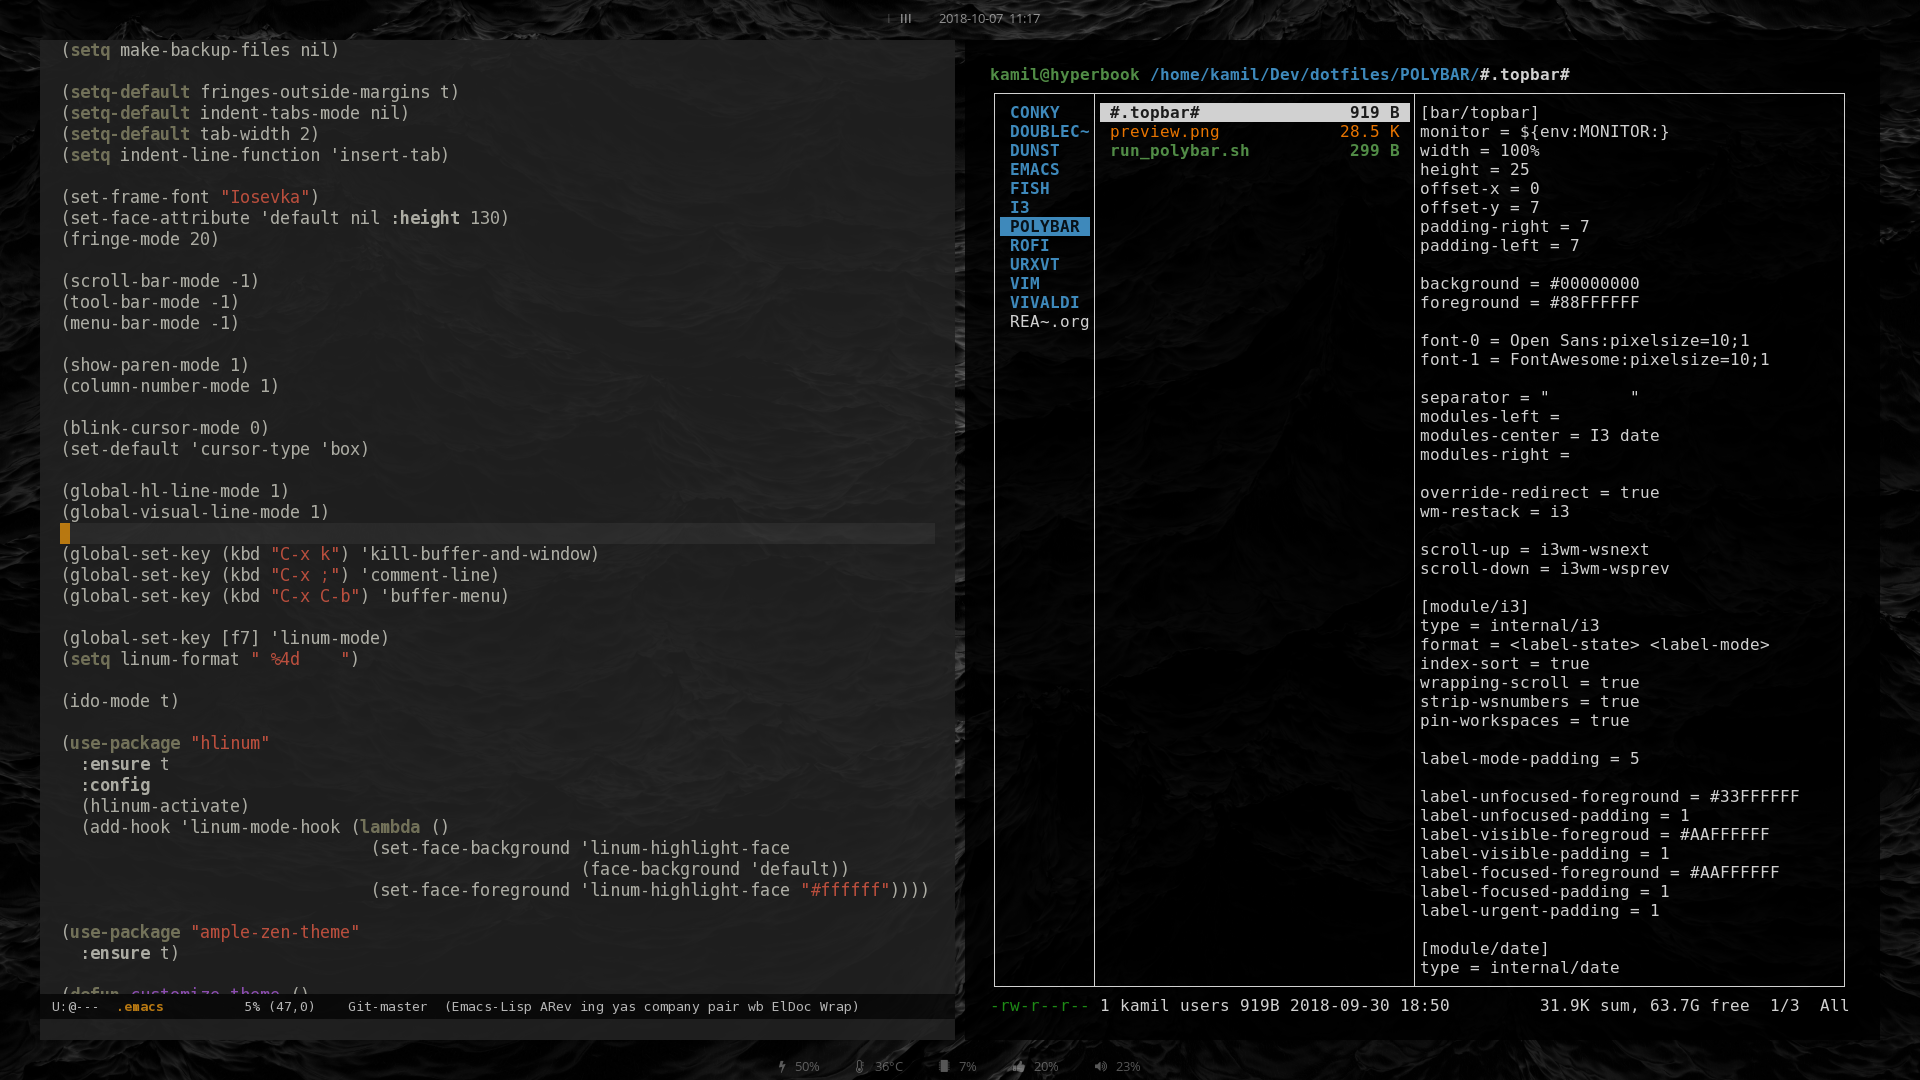 2018-10-07 11:17
(setq make-backup-files nil)
(setq-default fringes-outside-margins t)
(setq-default indent-tabs-mode nil)
(setq-default tab-width 2)
(setq indent-line-function 'insert-tab)
(set-frame-font "Iosevka")
(set-face-attribute 'default nil :height 130)
(fringe-mode 20)
(scroll-bar-mode -1)
(tool-bar-mode -1)
(menu-bar-mode -1)
(show-paren-mode 1)
(column-number-mode 1)
(blink-cursor-mode 0)
(set-default 'cursor-type 'box)
(global-hl-line-mode 1)
(global-visual-line-mode 1)
(global-set-key (kbd "C-x k") 'kill-buffer-and-window)
(global-set-key (kbd "C-x ;") 'comment-line)
(global-set-key (kbd "C-x C-b") 'buffer-menu)
(global-set-key [f7] 'linum-mode)
(setq linum-format " %4d    ")
(ido-mode t)
(use-package "hlinum"
  :ensure t
  :config
  (hlinum-activate)
  (add-hook 'linum-mode-hook (lambda ()
                               (set-face-background 'linum-highlight-face
                                                    (face-background 'default))
                               (set-face-foreground 'linum-highlight-face "#ffffff"))))
(use-package "ample-zen-theme"
  :ensure t)
(defun customize-theme ()
U:@---  .emacs          5% (47,0)    Git-master  (Emacs-Lisp ARev ing yas company pair wb ElDoc Wrap)
kamil@hyperbook /home/kamil/Dev/dotfiles/POLYBAR/#.topbar#
CONKY
DOUBLEC~
DUNST
EMACS
FISH
I3
POLYBAR
ROFI
URXVT
VIM
VIVALDI
REA~.org
#.topbar# 919 B
preview.png 28.5 K
run_polybar.sh 299 B
[bar/topbar]
monitor = ${env:MONITOR:}
width = 100%
height = 25
offset-x = 0
offset-y = 7
padding-right = 7
padding-left = 7
background = #00000000
foreground = #88FFFFFF
font-0 = Open Sans:pixelsize=10;1
font-1 = FontAwesome:pixelsize=10;1
separator = "        "
modules-left =
modules-center = I3 date
modules-right =
override-redirect = true
wm-restack = i3
scroll-up = i3wm-wsnext
scroll-down = i3wm-wsprev
[module/i3]
type = internal/i3
format = <label-state> <label-mode>
index-sort = true
wrapping-scroll = true
strip-wsnumbers = true
pin-workspaces = true
label-mode-padding = 5
label-unfocused-foreground = #33FFFFFF
label-unfocused-padding = 1
label-visible-foregroud = #AAFFFFFF
label-visible-padding = 1
label-focused-foreground = #AAFFFFFF
label-focused-padding = 1
label-urgent-padding = 1
[module/date]
type = internal/date
-rw-r--r-- 1 kamil users 919B 2018-09-30 18:50         31.9K sum, 63.7G free  1/3  All
50% 36°C 7% 20% 23%